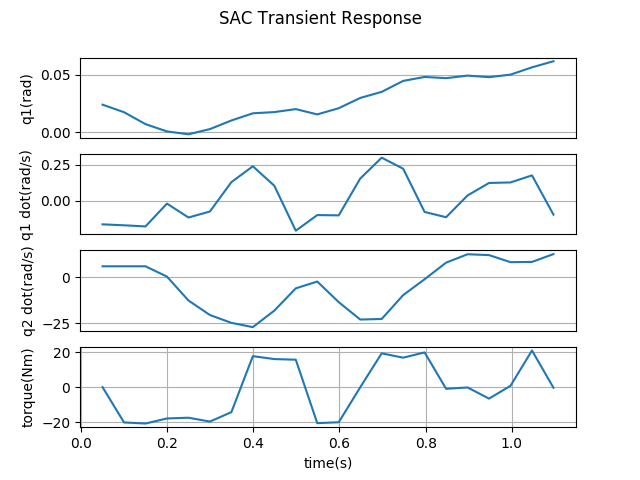 SAC Transient Response
q1(rad)
0.05
0.00
q1 dot(rad/s)
0.25
0.00
q2 dot(rad/s)
0
−25
torque(Nm)
20
0
−20
0.0 0.2 0.4 0.6 0.8 1.0
time(s)